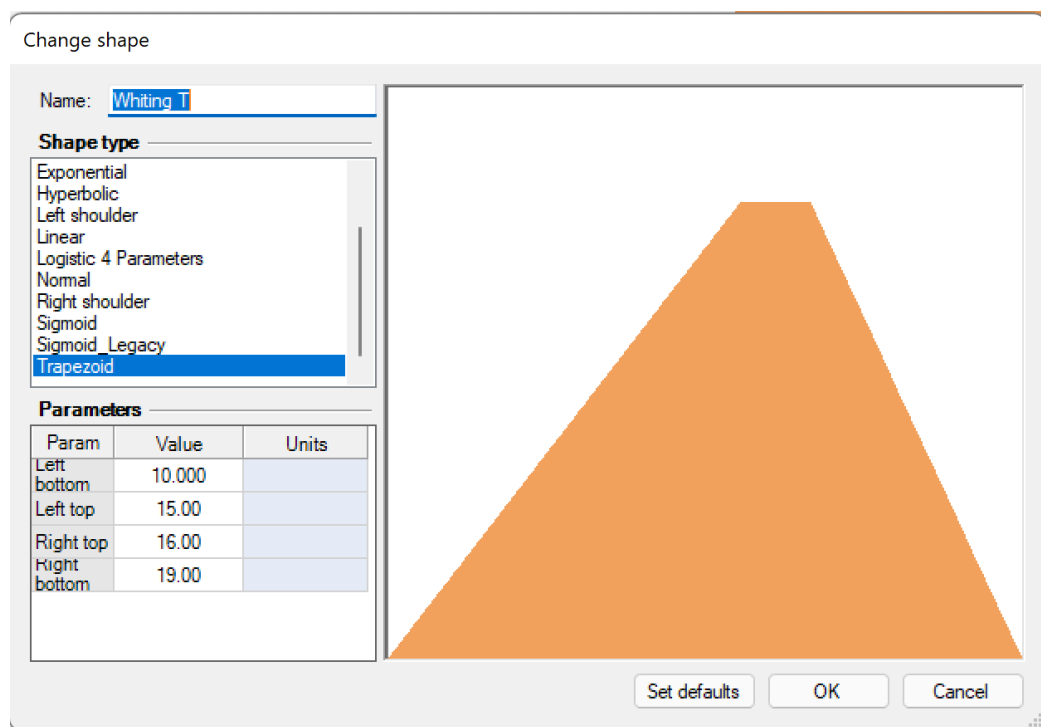 Change shape
Name: Whiting T
Shape type
Exponential
Hyperbolic
Left shoulder
Linear
Logistic 4 Parameters
Normal
Right shoulder
Sigmoid
Sigmoid_Legacy
Trapezoid
Parameters
Param Value Units
Left bottom 10.000
Left top 15.00
Right top 16.00
Right bottom 19.00
Set defaults OK Cancel